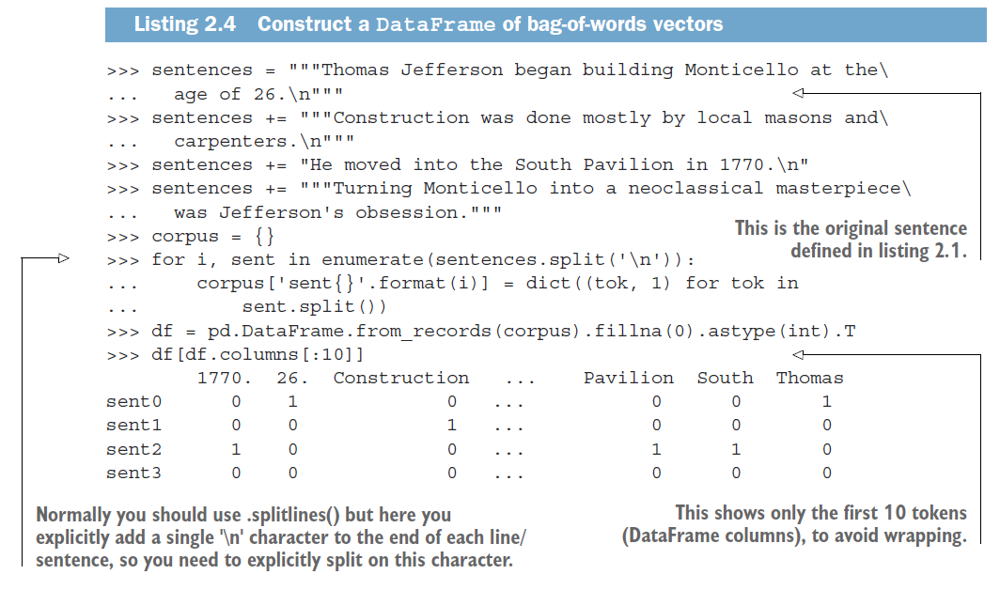 Listing 2.4 Construct a DataFrame of bag-of-words vectors
>>> sentences = """Thomas Jefferson began building Monticello at the\
... age of 26.\n"""
>>> sentences += """Construction was done mostly by local masons and\
... carpenters.\n"""
>>> sentences += "He moved into the South Pavilion in 1770.\n"
>>> sentences += """Turning Monticello into a neoclassical masterpiece\
... was Jefferson's obsession."""
>>> corpus = {}
>>> for i, sent in enumerate(sentences.split('\n')):
... corpus['sent{}'.format(i)] = dict((tok, 1) for tok in
... sent.split())
>>> df = pd.DataFrame.from_records(corpus).fillna(0).astype(int).T
>>> df[df.columns[:10]]
1770. 26. Construction ... Pavilion South Thomas
sent0 0 1 0 ... 0 0 1
sent1 0 0 1 ... 0 0 0
sent2 1 0 0 ... 1 1 0
sent3 0 0 0 ... 0 0 0
This is the original sentence
defined in listing 2.1.
Normally you should use .splitlines() but here you
explicitly add a single '\n' character to the end of each line/
sentence, so you need to explicitly split on this character.
This shows only the first 10 tokens
(DataFrame columns), to avoid wrapping.